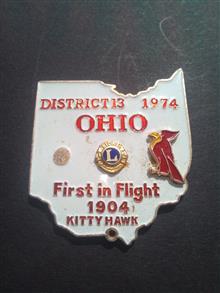 DISTRICT 13 1974
OHIO
L
First in Flight
1904
KITTY HAWK